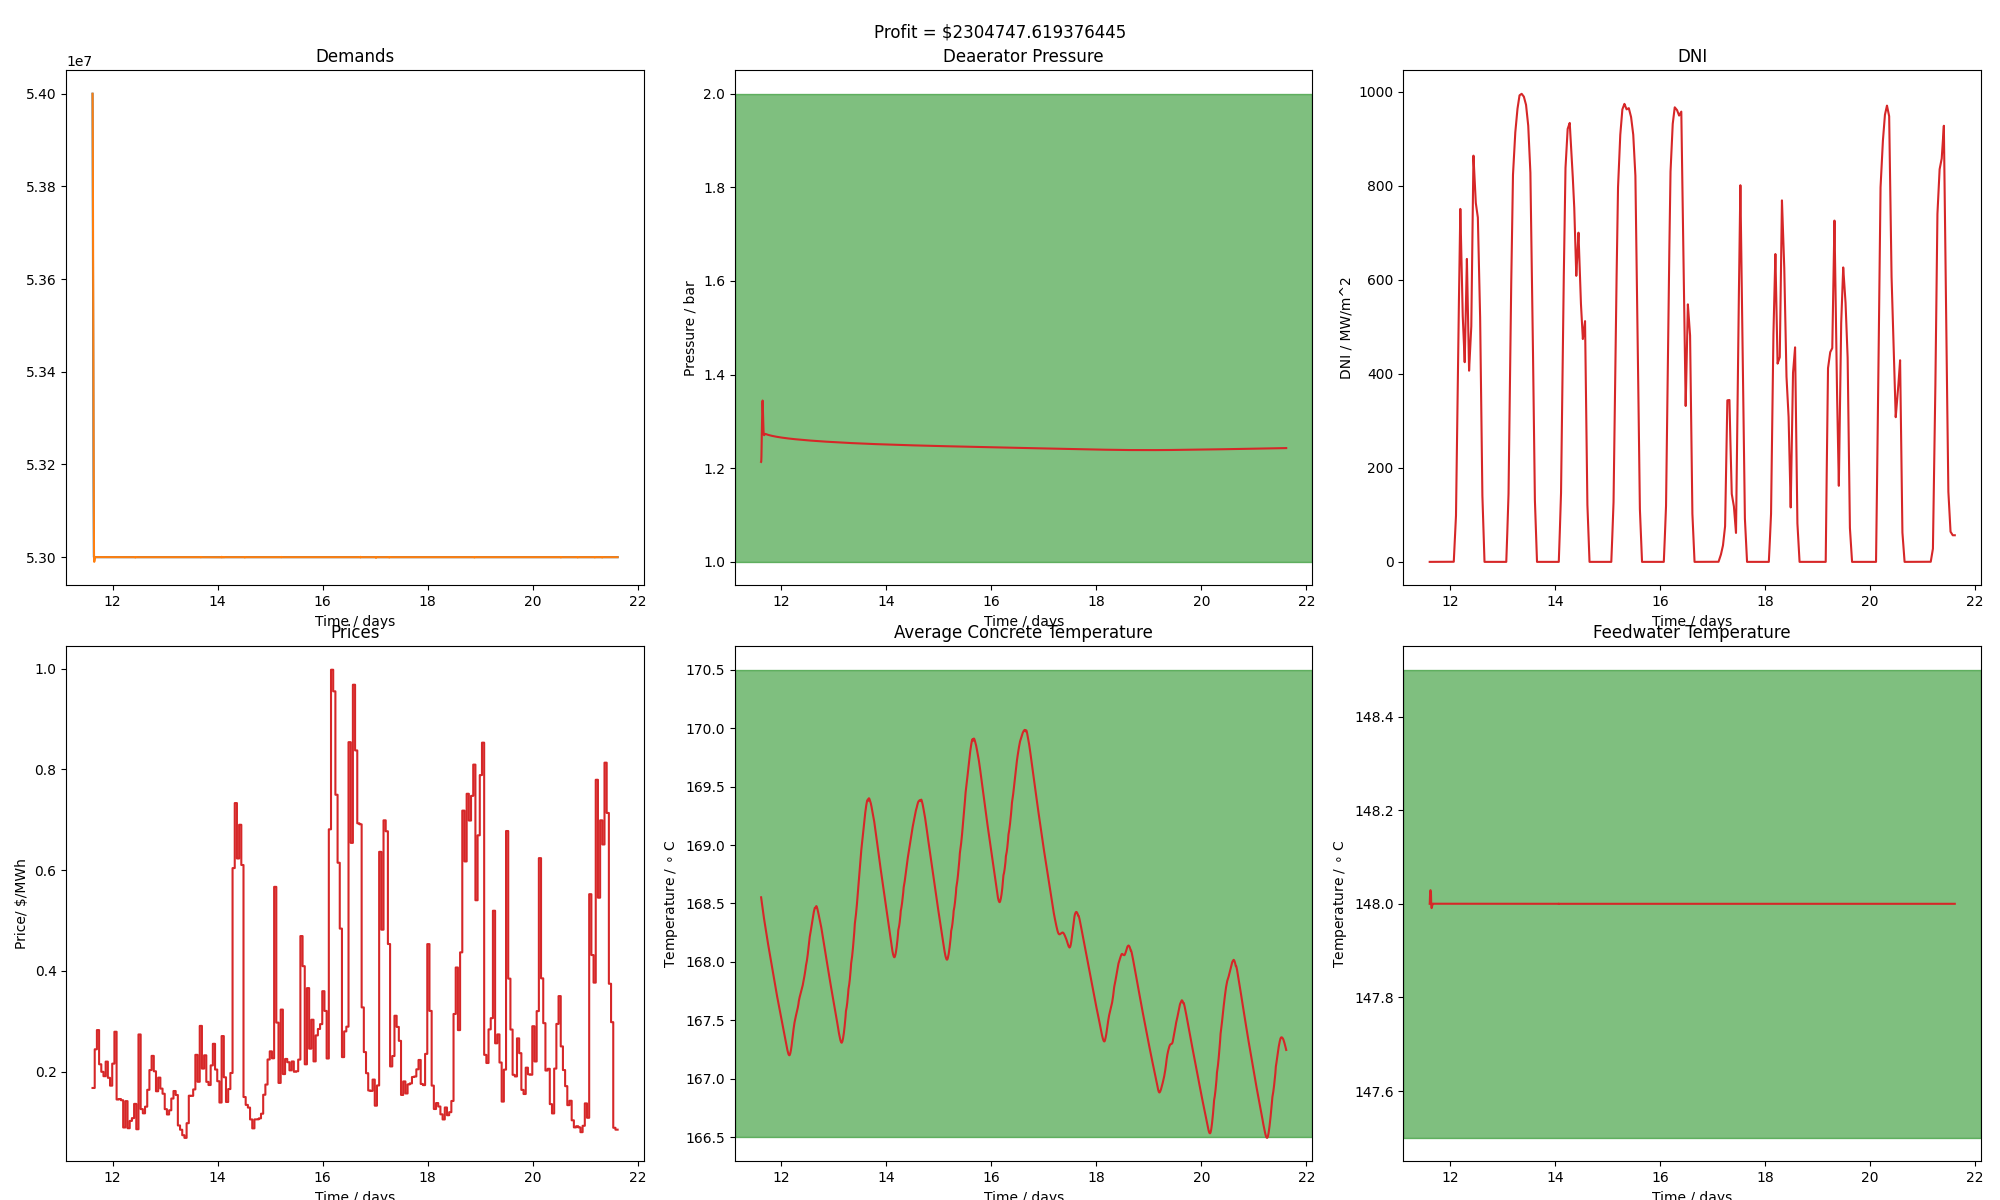 Profit = $2304747.619376445
Demands
1e7
5.40
5.38
5.36
5.34
5.32
5.30
12 14 16 18 20 22
Time / days
Deaerator Pressure
Pressure / bar
2.0
1.8
1.6
1.4
1.2
1.0
12 14 16 18 20 22
Time / days
DNI
DNI / MW/m^2
1000
800
600
400
200
0
12 14 16 18 20 22
Time / days
Prices
Price/ $/MWh
1.0
0.8
0.6
0.4
0.2
12 14 16 18 20 22
Time / days
Average Concrete Temperature
Temperature / ∘ C
170.5
170.0
169.5
169.0
168.5
168.0
167.5
167.0
166.5
12 14 16 18 20 22
Time / days
Feedwater Temperature
Temperature / ∘ C
148.4
148.2
148.0
147.8
147.6
12 14 16 18 20 22
Time / days